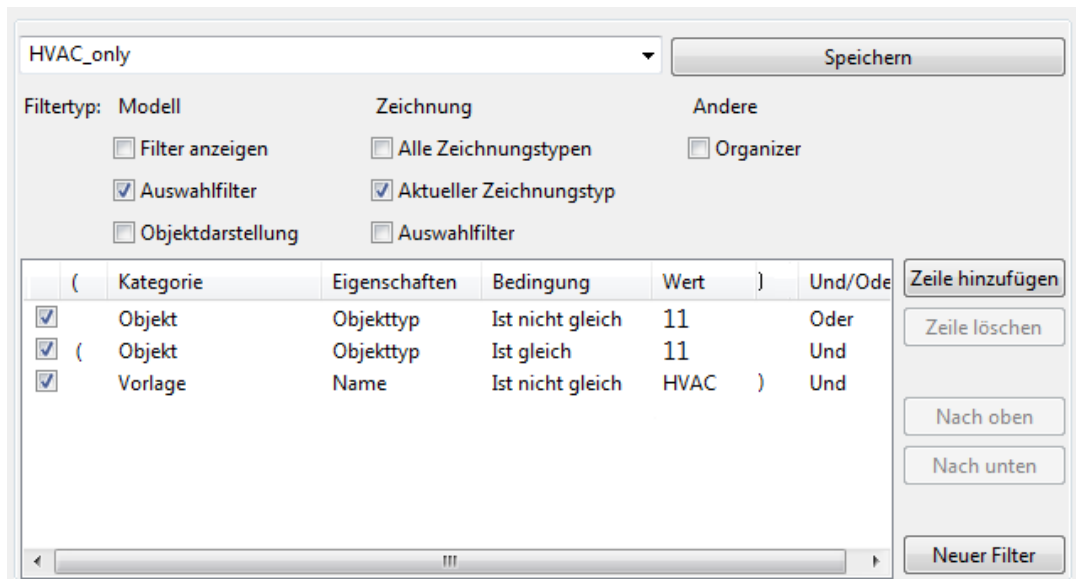 HVAC_only Speichern
Filtertyp: Modell Zeichnung Andere
Filter anzeigen Alle Zeichnungstypen Organizer
Auswahlfilter Aktueller Zeichnungstyp
Objektdarstellung Auswahlfilter
( Kategorie Eigenschaften Bedingung Wert ) Und/Ode Zeile hinzufügen
Objekt Objekttyp Ist nicht gleich 11 Oder Zeile löschen
( Objekt Objekttyp Ist gleich 11 Und
Vorlage Name Ist nicht gleich HVAC ) Und
Nach oben
Nach unten
Neuer Filter